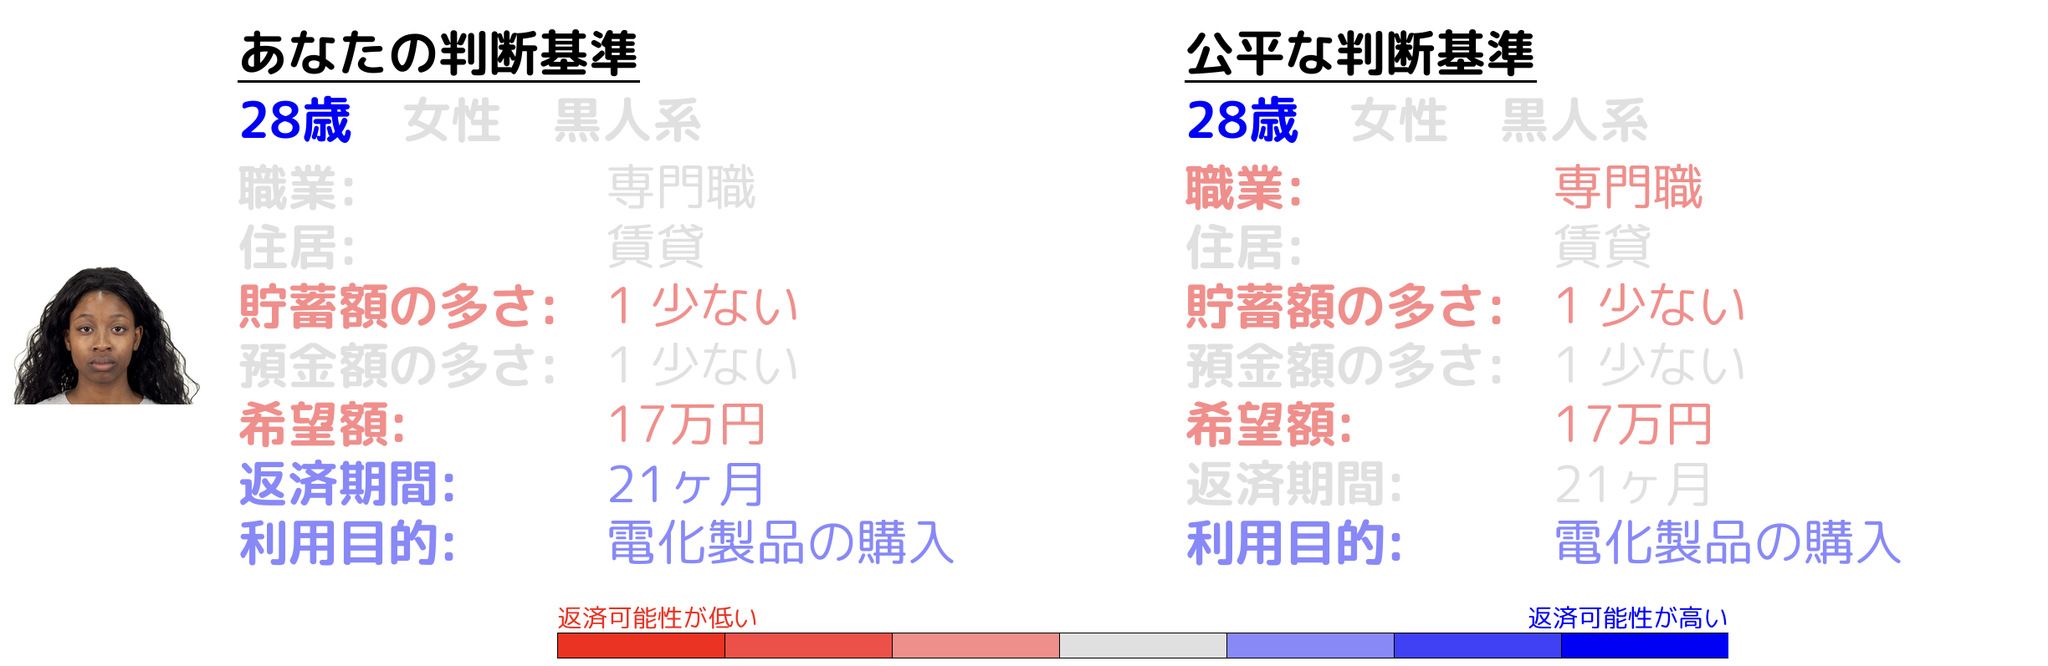 あなたの判断基準
28歳 女性 黒人系
職業: 専門職
住居: 賃貸
貯蓄額の多さ: 1 少ない
預金額の多さ: 1 少ない
希望額: 17万円
返済期間: 21ヶ月
利用目的: 電化製品の購入
公平な判断基準
28歳 女性 黒人系
職業: 専門職
住居: 賃貸
貯蓄額の多さ: 1 少ない
預金額の多さ: 1 少ない
希望額: 17万円
返済期間: 21ヶ月
利用目的: 電化製品の購入
返済可能性が低い 返済可能性が高い